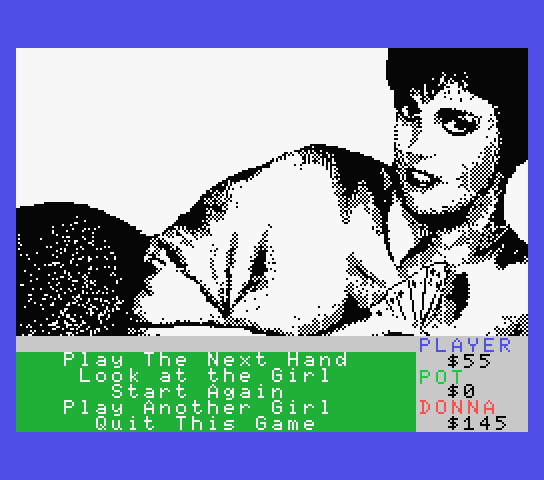 Play The Next Hand
Look at the Girl
Start Again
Play Another Girl
Quit This Game
PLAYER
$55
POT
$0
DONNA
$145